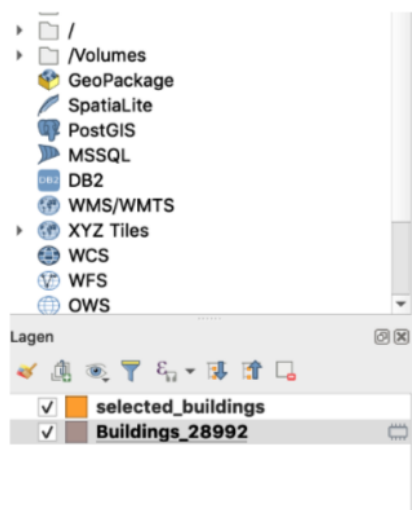 /
/Volumes
GeoPackage
SpatiaLite
PostGIS
MSSQL
DB2
WMS/WMTS
XYZ Tiles
WCS
WFS
OWS
Lagen
selected_buildings
Buildings_28992